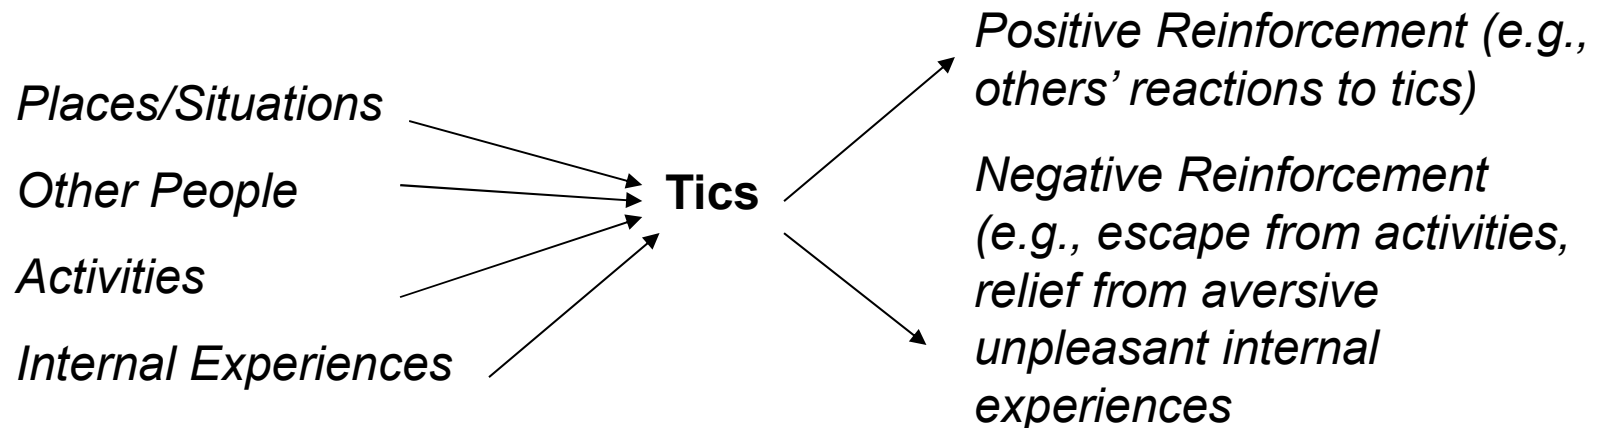 Places/Situations
Other People
Activities
Internal Experiences
Tics
Positive Reinforcement (e.g.,
others’ reactions to tics)
Negative Reinforcement
(e.g., escape from activities,
relief from aversive
unpleasant internal
experiences